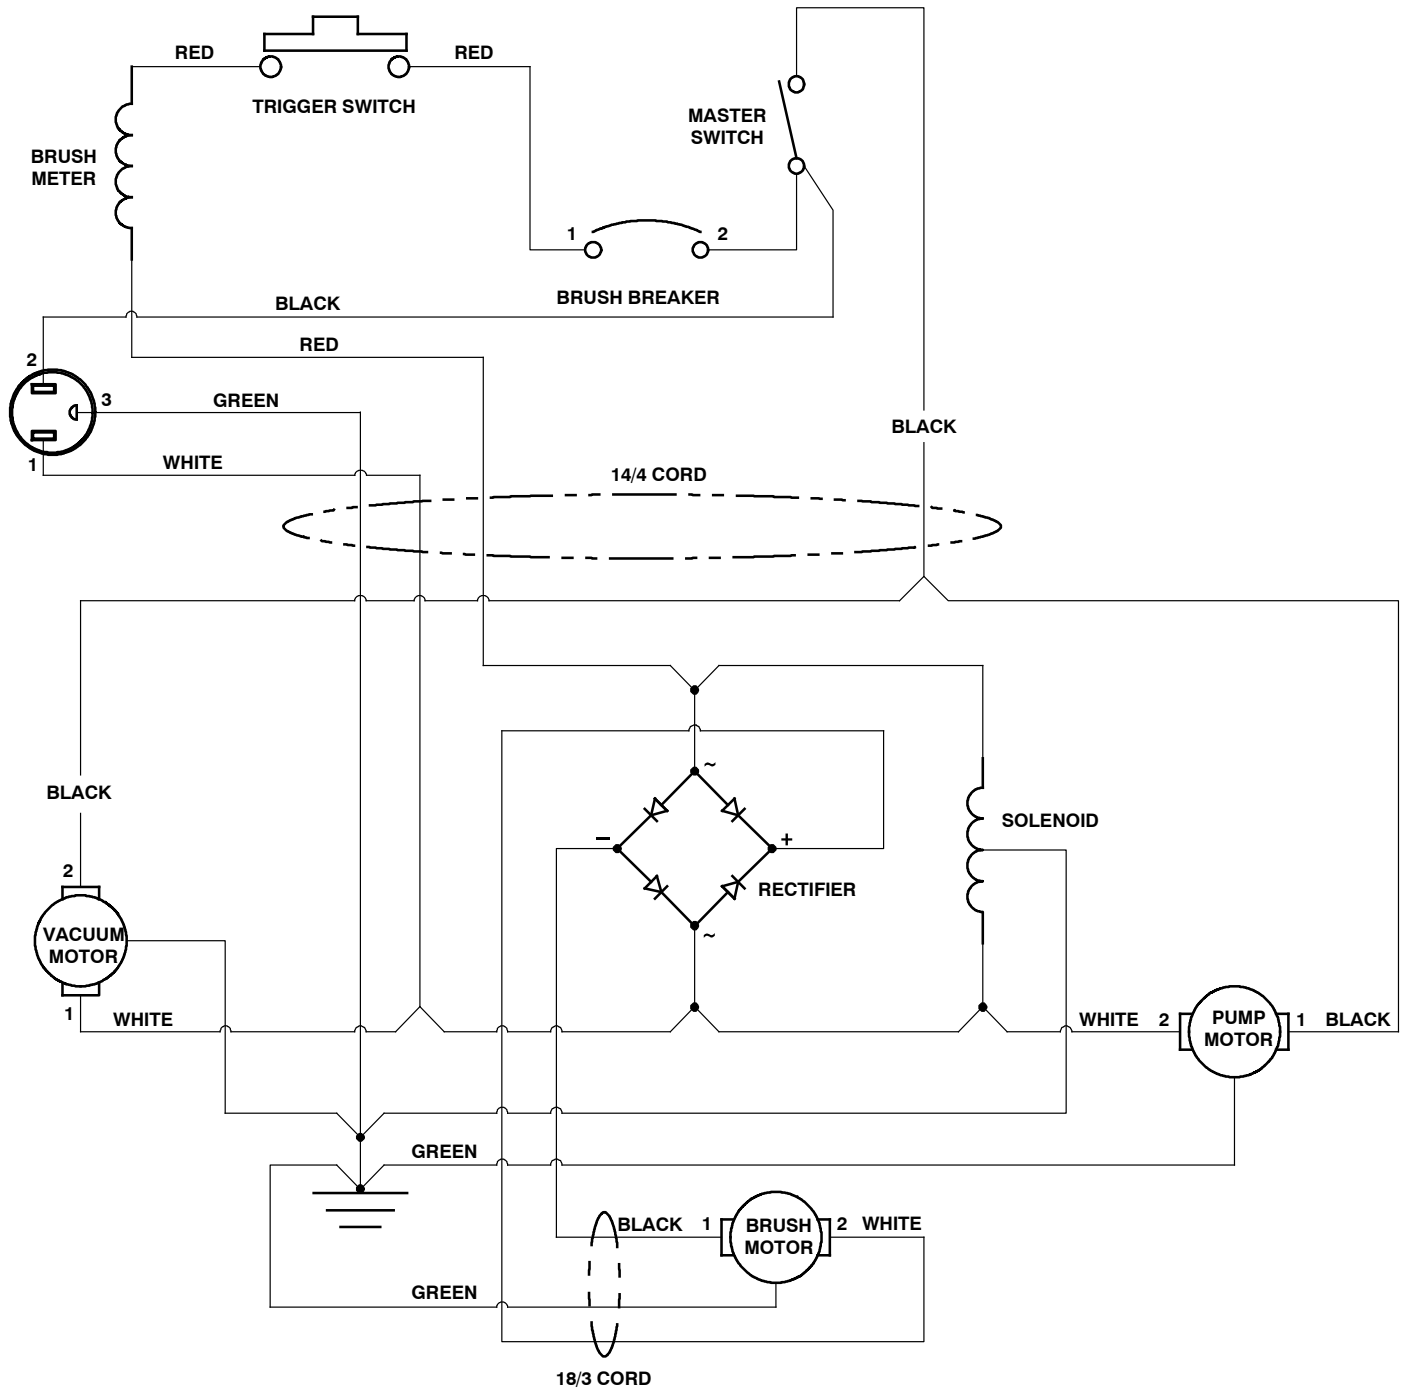 RED
RED
TRIGGER SWITCH
MASTER
SWITCH
BRUSH
METER
1
2
BRUSH BREAKER
BLACK
RED
2
3
GREEN
BLACK
1
WHITE
14/4 CORD
BLACK
~
SOLENOID
−
+
RECTIFIER
2
VACUUM
MOTOR
~
1
WHITE
WHITE
2
PUMP
MOTOR
1
BLACK
GREEN
BLACK
1
BRUSH
MOTOR
2
WHITE
GREEN
18/3 CORD